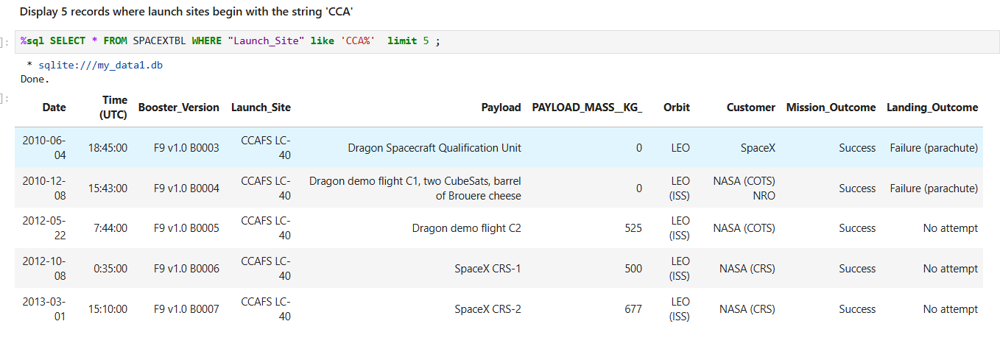 Display 5 records where launch sites begin with the string 'CCA'
]: %sql SELECT * FROM SPACEXTBL WHERE "Launch_Site" like 'CCA%'  limit 5 ;
* sqlite:///my_data1.db
Done.
]:
Date Time (UTC) Booster_Version Launch_Site Payload PAYLOAD_MASS__KG_ Orbit Customer Mission_Outcome Landing_Outcome
2010-06-04 18:45:00 F9 v1.0 B0003 CCAFS LC-40 Dragon Spacecraft Qualification Unit 0 LEO SpaceX Success Failure (parachute)
2010-12-08 15:43:00 F9 v1.0 B0004 CCAFS LC-40 Dragon demo flight C1, two CubeSats, barrel of Brouere cheese 0 LEO (ISS) NASA (COTS) NRO Success Failure (parachute)
2012-05-22 7:44:00 F9 v1.0 B0005 CCAFS LC-40 Dragon demo flight C2 525 LEO (ISS) NASA (COTS) Success No attempt
2012-10-08 0:35:00 F9 v1.0 B0006 CCAFS LC-40 SpaceX CRS-1 500 LEO (ISS) NASA (CRS) Success No attempt
2013-03-01 15:10:00 F9 v1.0 B0007 CCAFS LC-40 SpaceX CRS-2 677 LEO (ISS) NASA (CRS) Success No attempt